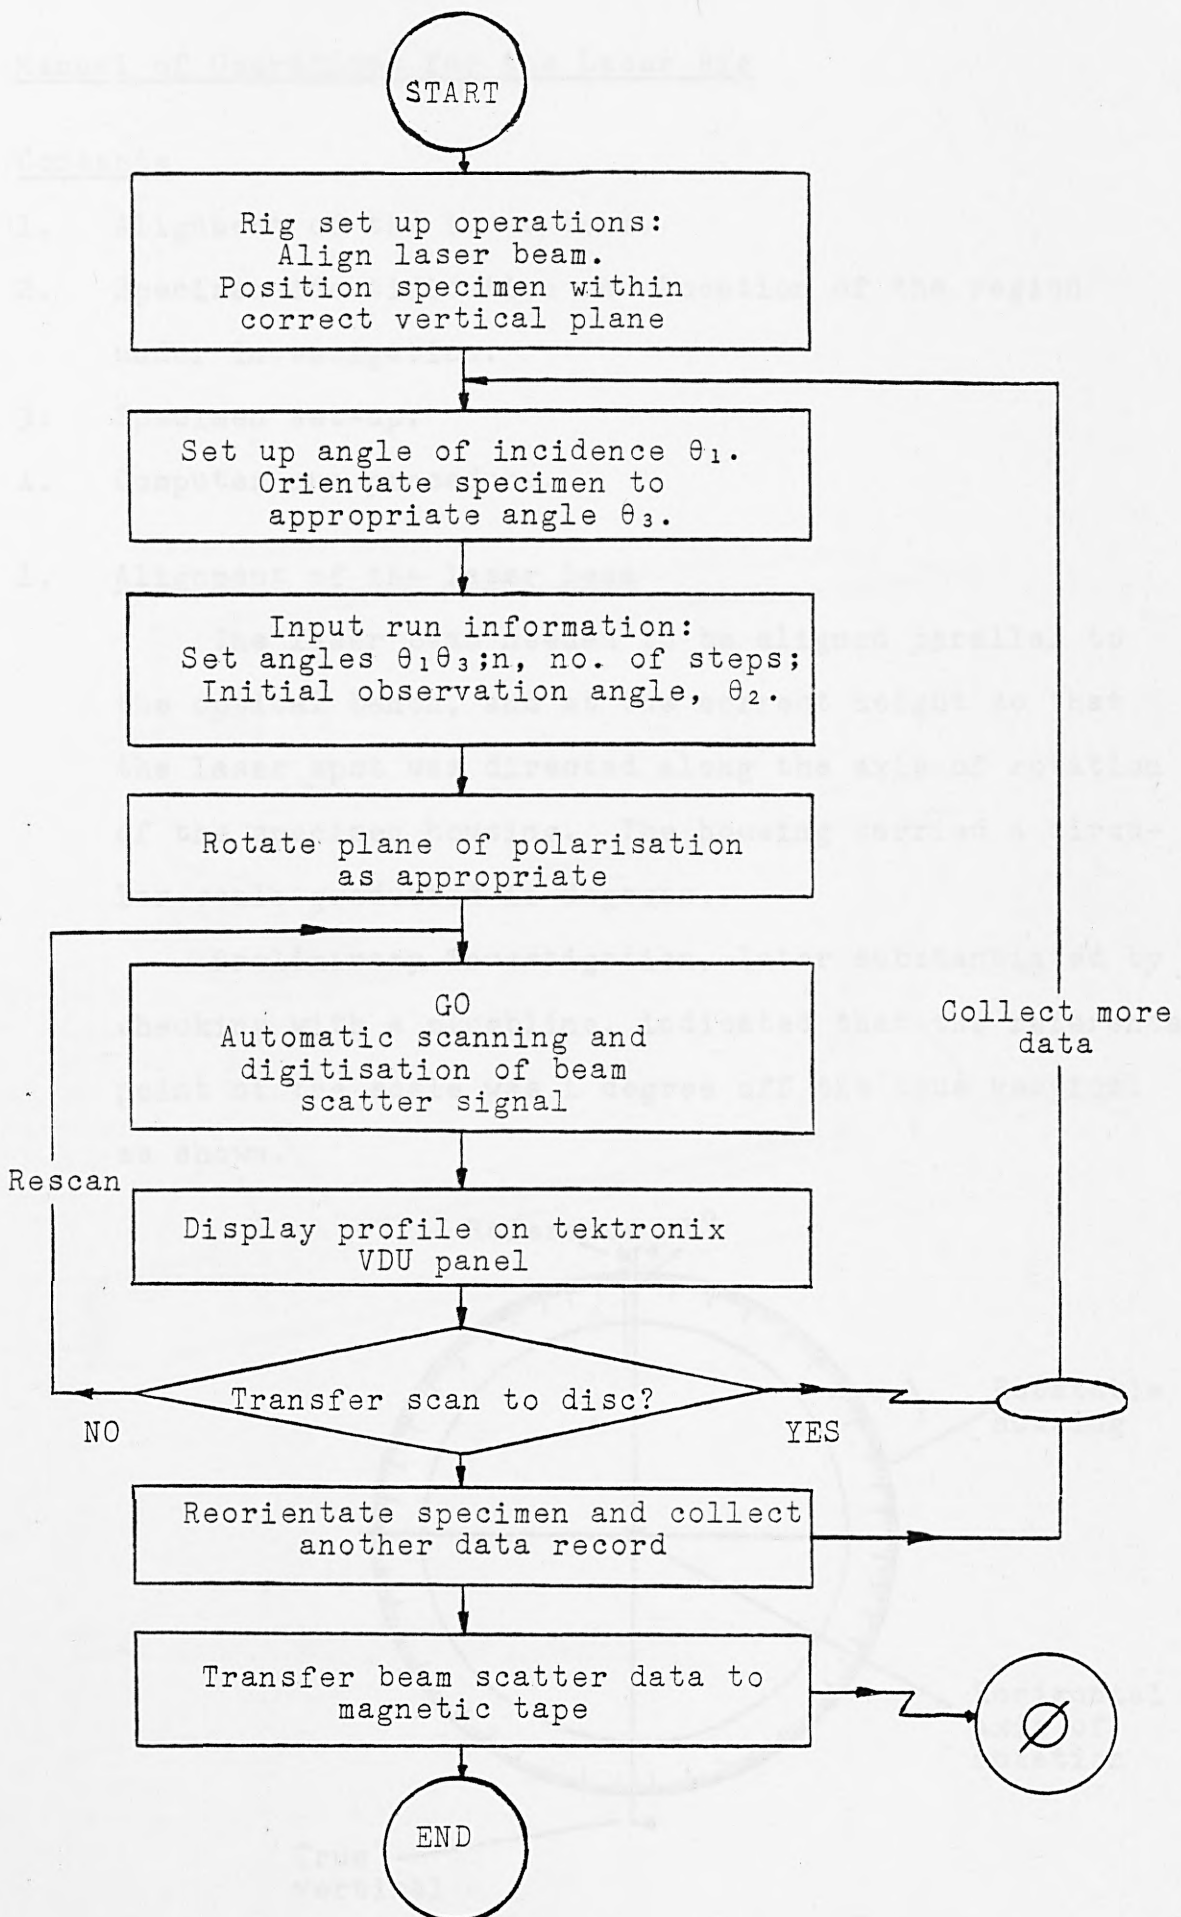 START
Rig set up operations:
Align laser beam.
Position specimen within
correct vertical plane
Set up angle of incidence θ₁.
Orientate specimen to
appropriate angle θ₃.
Input run information:
Set angles θ₁θ₃;n, no. of steps;
Initial observation angle, θ₂.
Rotate plane of polarisation
as appropriate
GO
Automatic scanning and
digitisation of beam
scatter signal
Collect more
data
Rescan
Display profile on tektronix
VDU panel
Transfer scan to disc?
NO
YES
Reorientate specimen and collect
another data record
Transfer beam scatter data to
magnetic tape
END